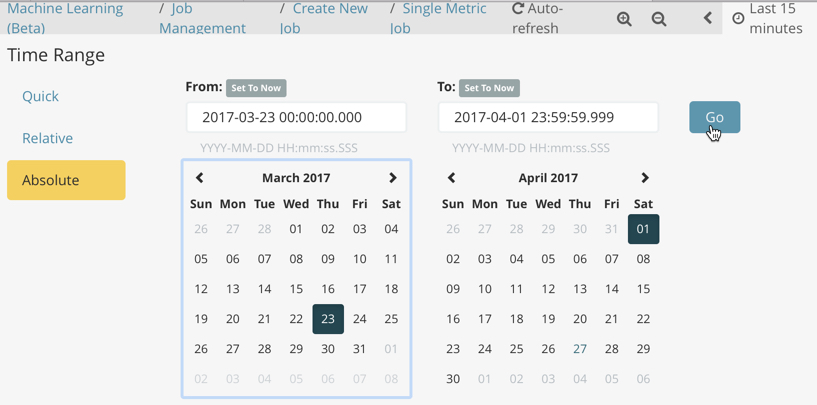 Machine Learning (Beta) / Job Management / Create New Job / Single Metric Job Auto-refresh Last 15 minutes
Time Range
Quick
Relative
Absolute
From: Set To Now
2017-03-23 00:00:00.000
YYYY-MM-DD HH:mm:ss.SSS
March 2017
Sun Mon Tue Wed Thu Fri Sat
26 27 28 01 02 03 04
05 06 07 08 09 10 11
12 13 14 15 16 17 18
19 20 21 22 23 24 25
26 27 28 29 30 31 01
02 03 04 05 06 07 08
To: Set To Now
2017-04-01 23:59:59.999
YYYY-MM-DD HH:mm:ss.SSS
April 2017
Sun Mon Tue Wed Thu Fri Sat
26 27 28 29 30 31 01
02 03 04 05 06 07 08
09 10 11 12 13 14 15
16 17 18 19 20 21 22
23 24 25 26 27 28 29
30 01 02 03 04 05 06
Go